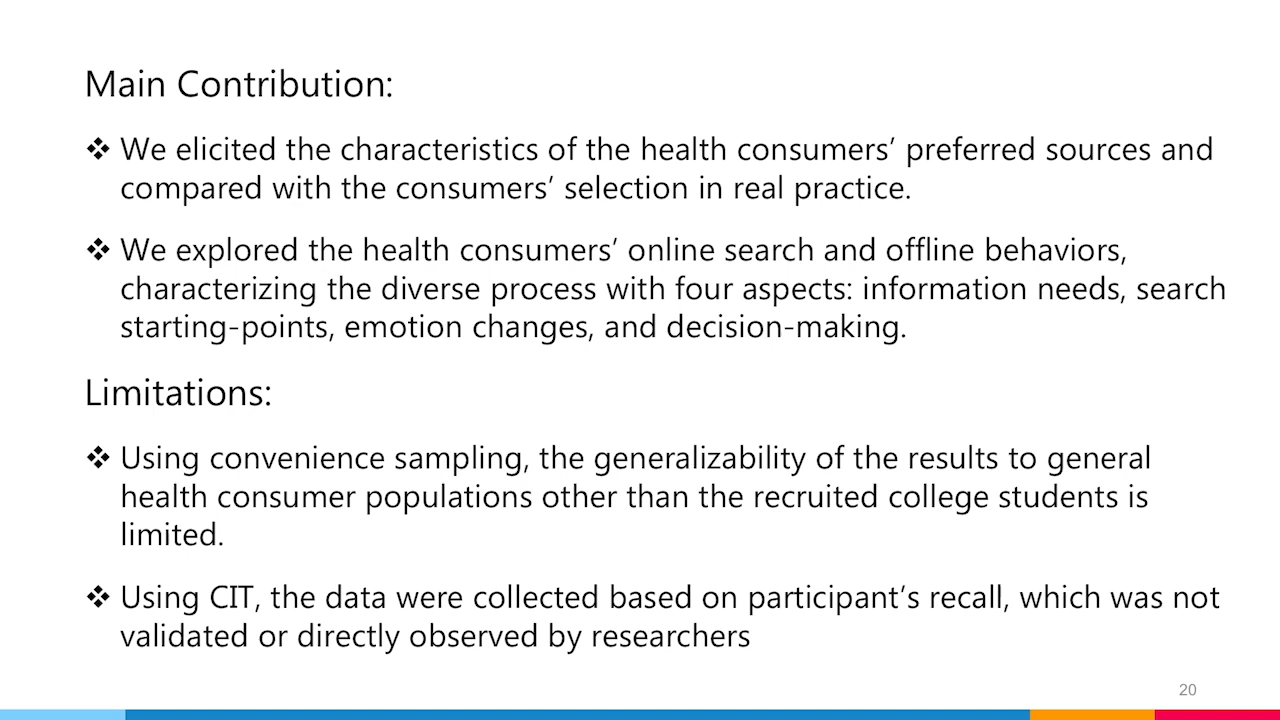 Main Contribution:
❖ We elicited the characteristics of the health consumers’ preferred sources and
compared with the consumers’ selection in real practice.
❖ We explored the health consumers’ online search and offline behaviors,
characterizing the diverse process with four aspects: information needs, search
starting-points, emotion changes, and decision-making.
Limitations:
❖ Using convenience sampling, the generalizability of the results to general
health consumer populations other than the recruited college students is
limited.
❖ Using CIT, the data were collected based on participant’s recall, which was not
validated or directly observed by researchers
20